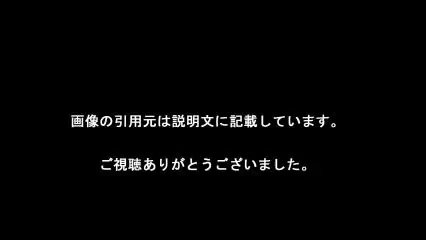 画像の引用元は説明文に記載しています。
ご視聴ありがとうございました。